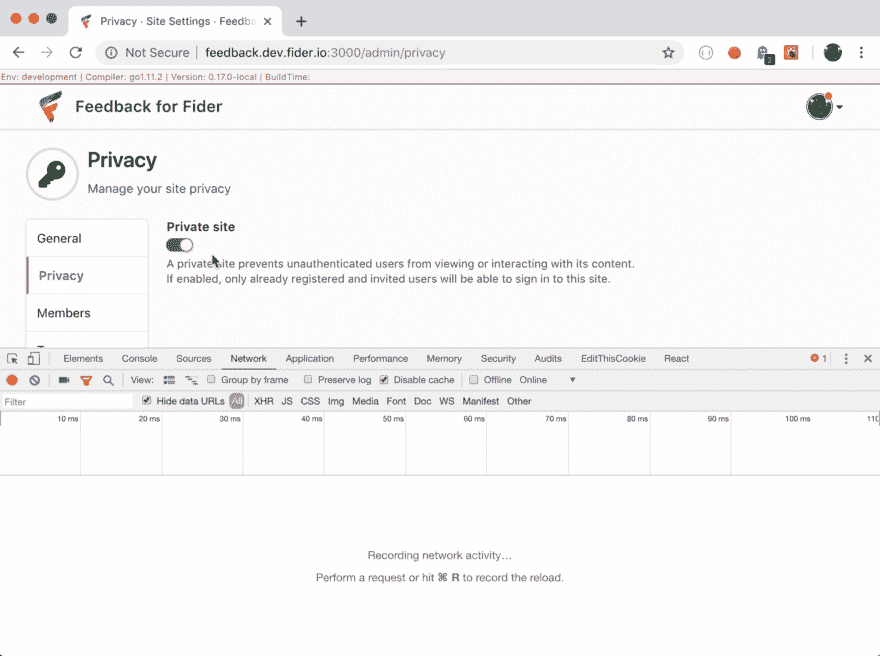 Privacy · Site Settings · Feedba
Not Secure | feedback.dev.fider.io:3000/admin/privacy
2
Env: development | Compiler: go1.11.2 | Version: 0.17.0-local | BuildTime:
Feedback for Fider
Privacy
Manage your site privacy
General
Privacy
Members
Private site
A private site prevents unauthenticated users from viewing or interacting with its content.
If enabled, only already registered and invited users will be able to sign in to this site.
Elements Console Sources Network Application Performance Memory Security Audits EditThisCookie React 1
View: Group by frame Preserve log Disable cache Offline Online
Filter Hide data URLs All XHR JS CSS Img Media Font Doc WS Manifest Other
10 ms 20 ms 30 ms 40 ms 50 ms 60 ms 70 ms 80 ms 90 ms 100 ms 110
Recording network activity…
Perform a request or hit ⌘ R to record the reload.